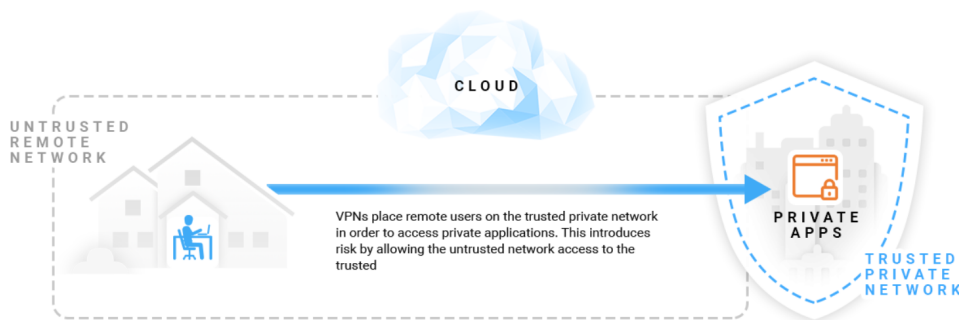 CLOUD
UNTRUSTED
REMOTE
NETWORK
VPNs place remote users on the trusted private network
in order to access private applications. This introduces
risk by allowing the untrusted network access to the
trusted
PRIVATE
APPS
TRUSTED
PRIVATE
NETWORK